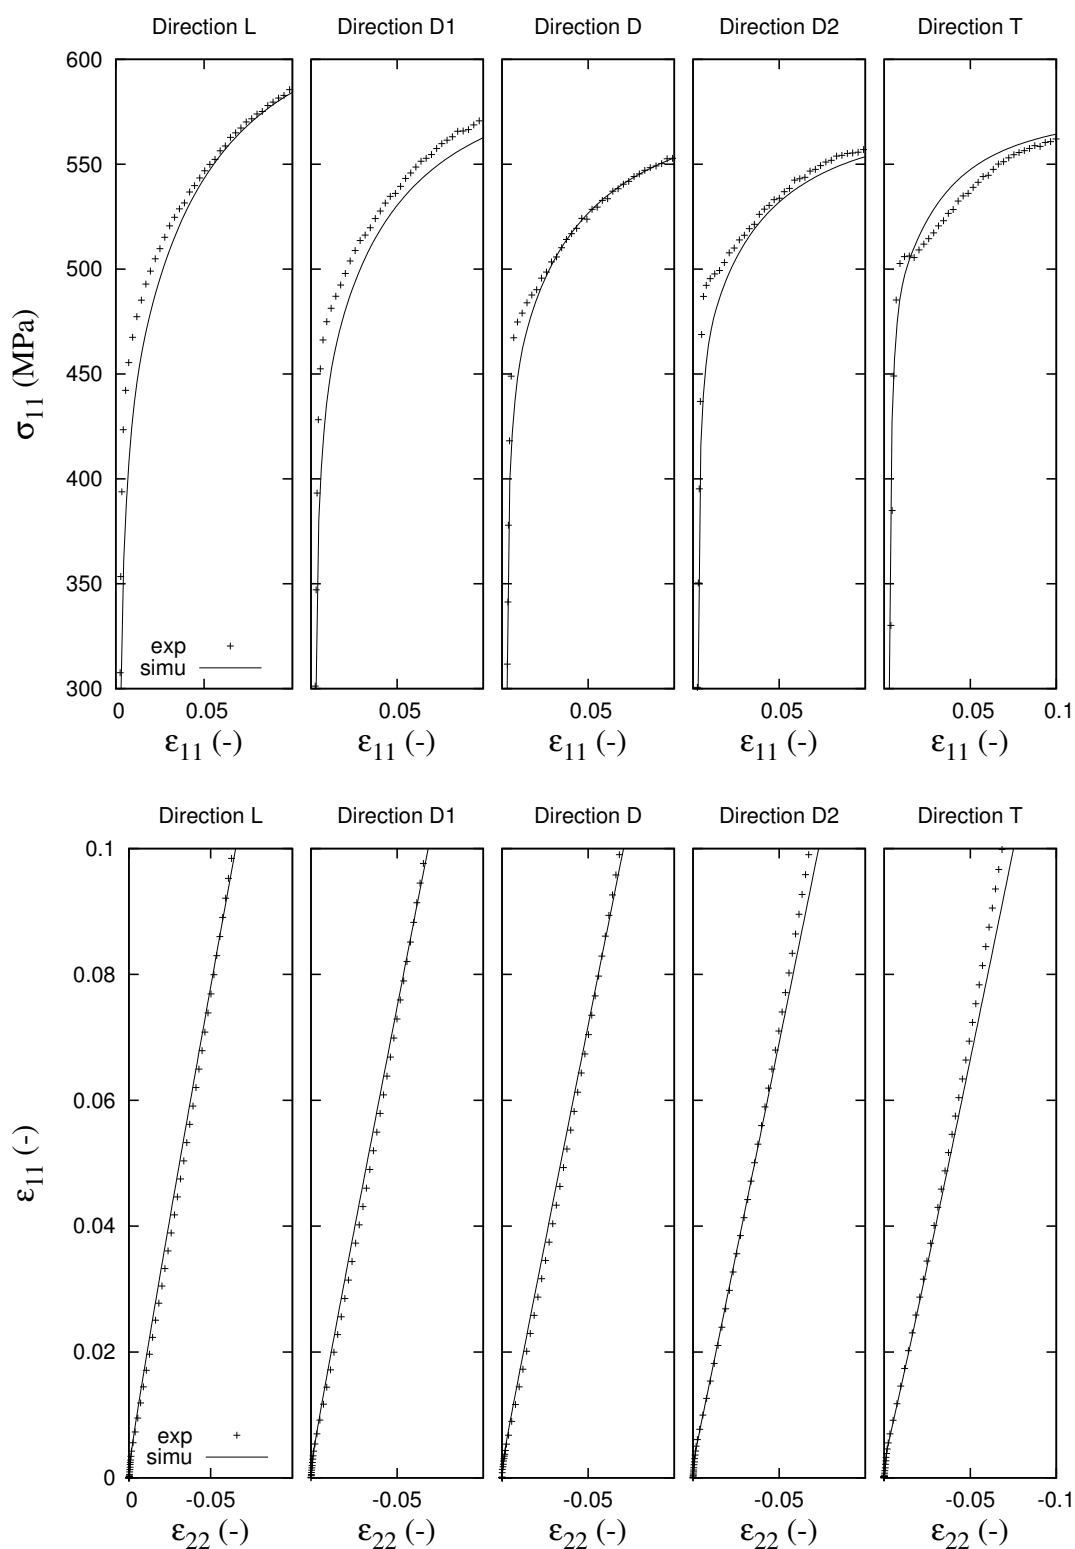 Direction L Direction D1 Direction D Direction D2 Direction T
600
550
500
450
400
350
300
σ11 (MPa)
exp
simu
0 0.05 0.05 0.05 0.05 0.05 0.1
ε11 (-) ε11 (-) ε11 (-) ε11 (-) ε11 (-)
Direction L Direction D1 Direction D Direction D2 Direction T
0.1
0.08
0.06
0.04
0.02
0
ε11 (-)
exp
simu
0 -0.05 -0.05 -0.05 -0.05 -0.05 -0.1
ε22 (-) ε22 (-) ε22 (-) ε22 (-) ε22 (-)